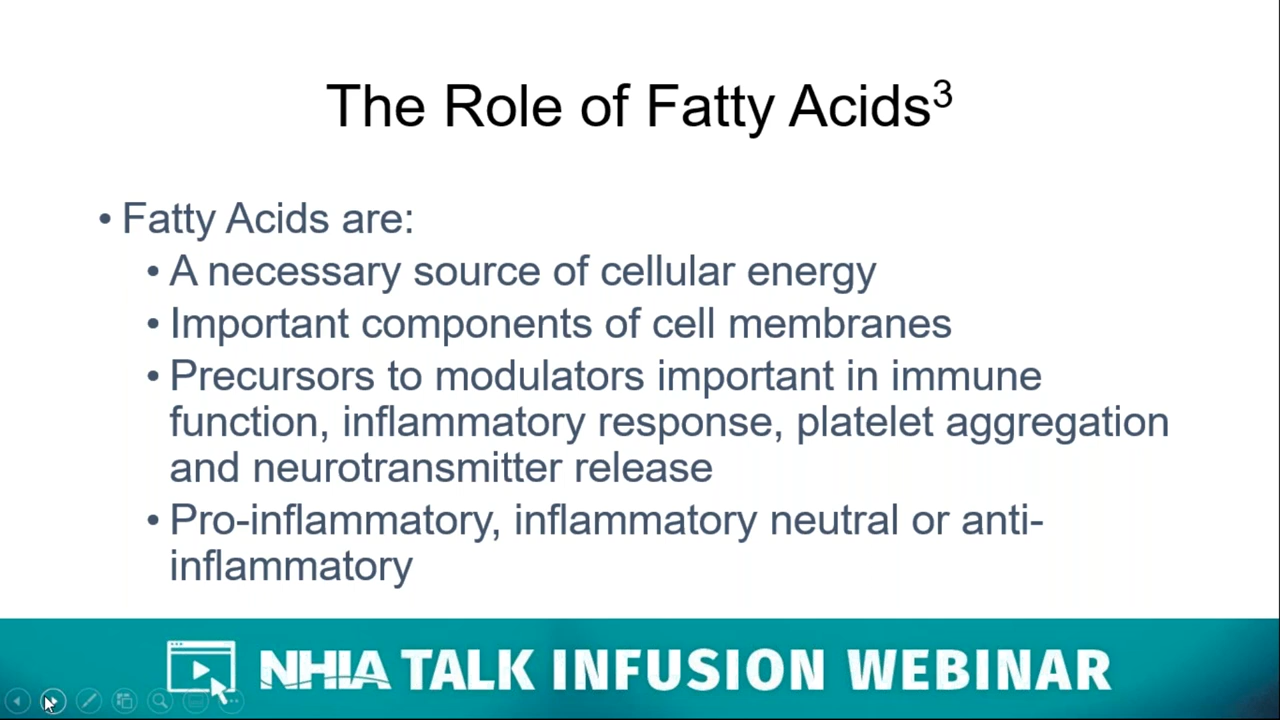 The Role of Fatty Acids³
• Fatty Acids are:
• A necessary source of cellular energy
• Important components of cell membranes
• Precursors to modulators important in immune
function, inflammatory response, platelet aggregation
and neurotransmitter release
• Pro-inflammatory, inflammatory neutral or anti-
inflammatory
NHIA TALK INFUSION WEBINAR